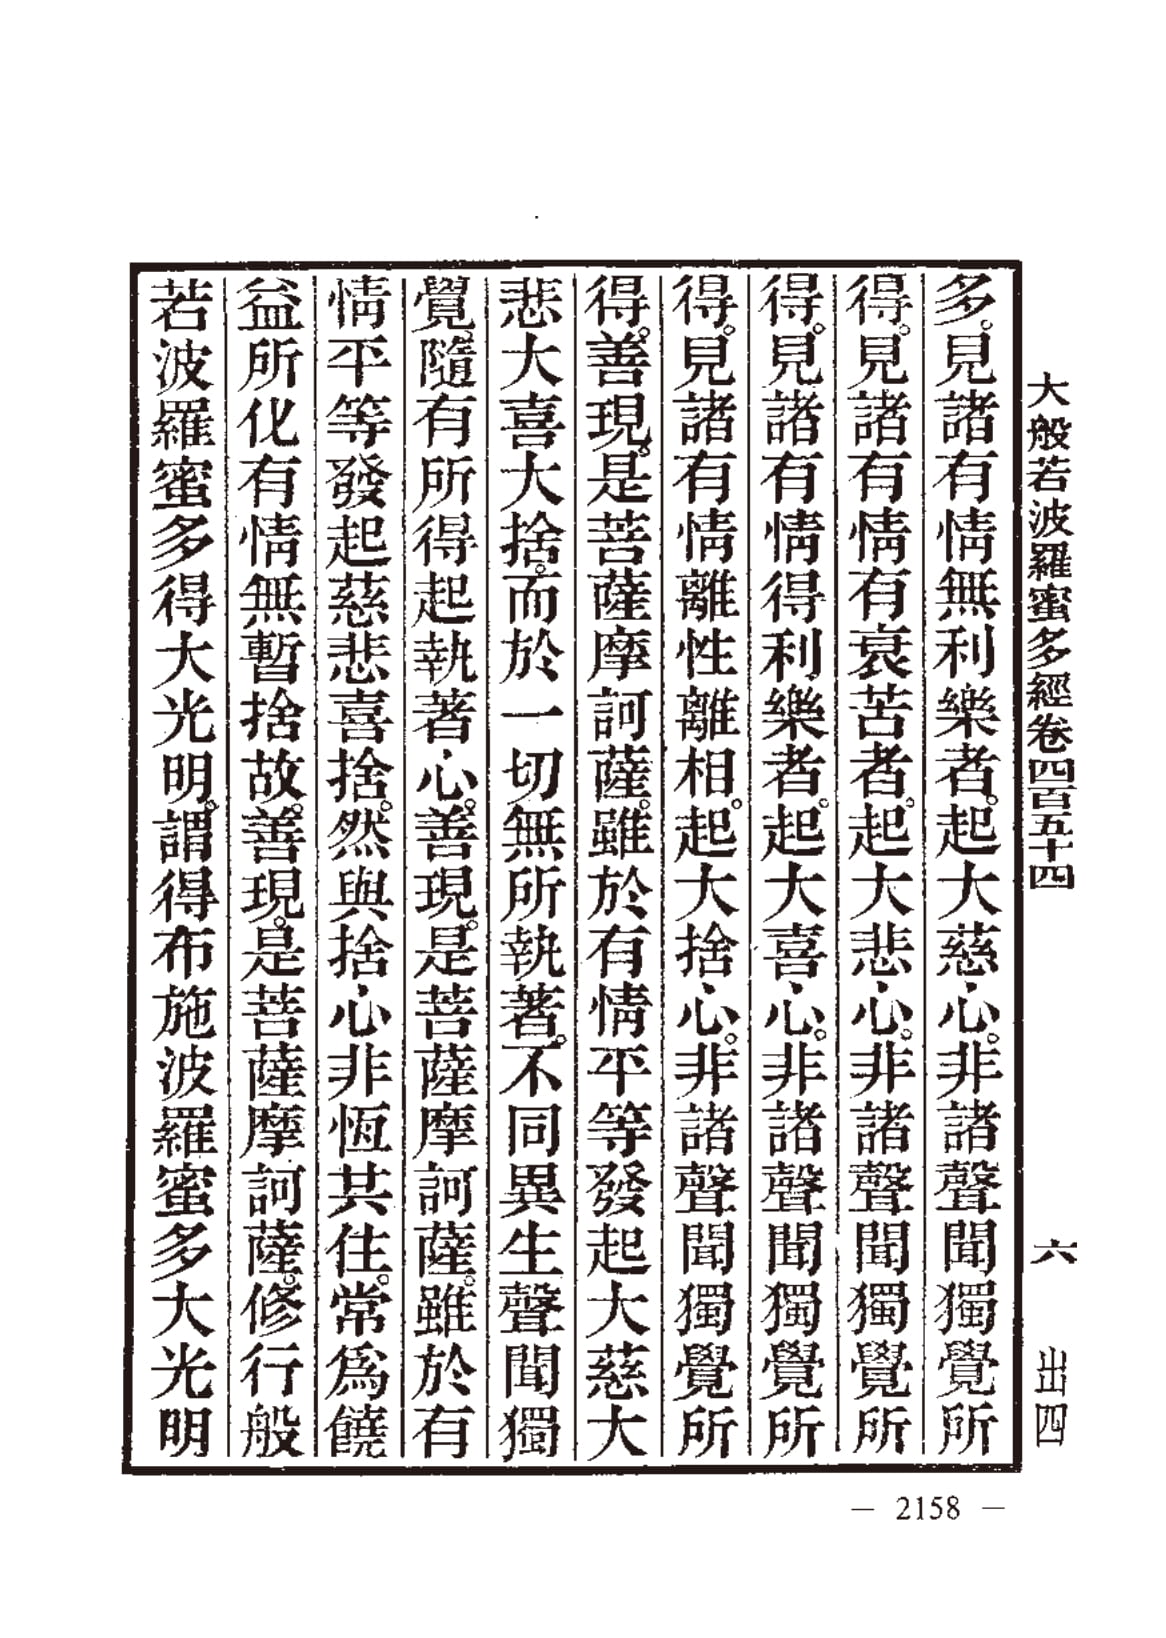 大般若波羅蜜多經卷四百五十四 六 出四
多。見諸有情無利樂者。起大慈心。非諸聲聞獨覺所
得。見諸有情有衰苦者。起大悲心。非諸聲聞獨覺所
得。見諸有情得利樂者。起大喜心。非諸聲聞獨覺所
得。見諸有情離性離相。起大捨心。非諸聲聞獨覺所
得。善現。是菩薩摩訶薩。雖於有情平等發起大慈大
悲大喜大捨。而於一切無所執著。不同異生聲聞獨
覺。隨有所得起執著心。善現。是菩薩摩訶薩。雖於有
情平等發起慈悲喜捨。然與捨心非恆共住。常為饒
益所化有情無暫捨故。善現。是菩薩摩訶薩。修行般
若波羅蜜多得大光明。謂得布施波羅蜜多大光明
— 2158 —